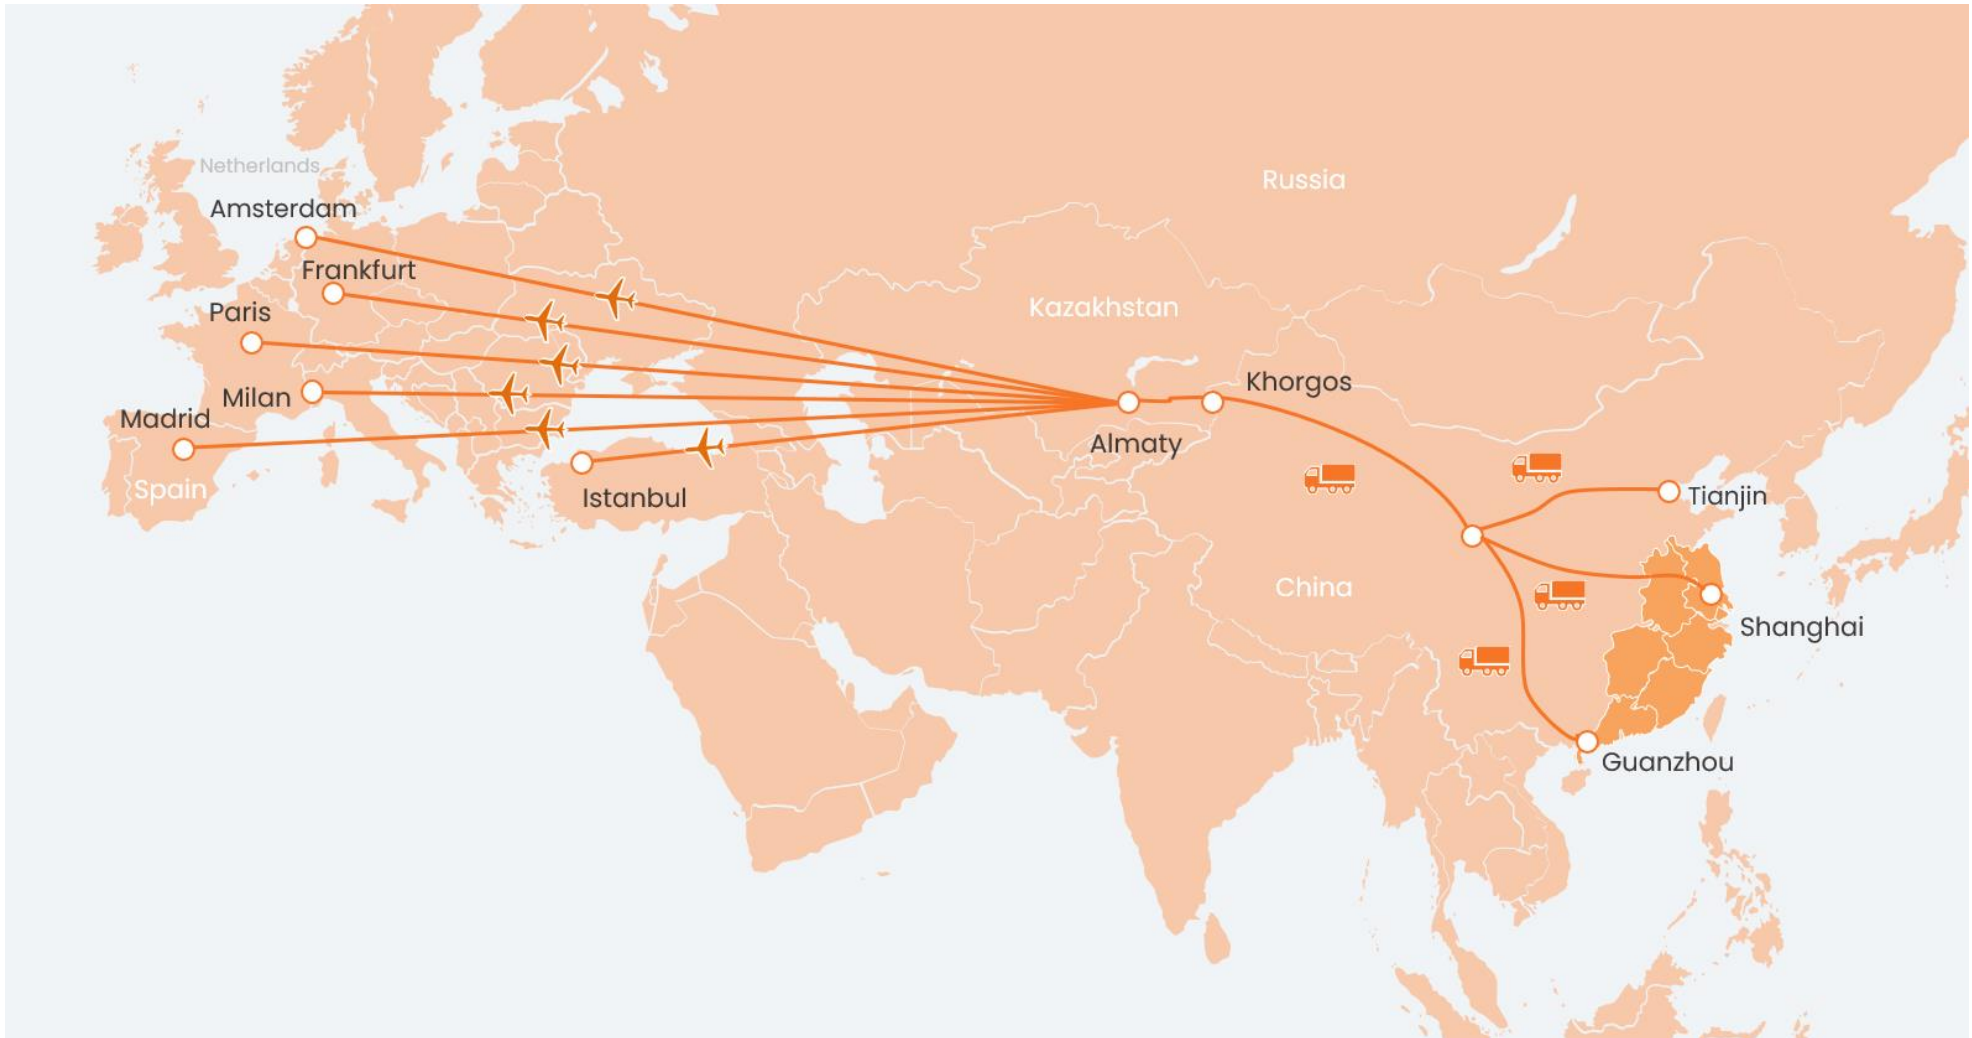 Netherlands
Amsterdam
Frankfurt
Paris
Milan
Madrid
Spain
Istanbul
Russia
Kazakhstan
Khorgos
Almaty
Tianjin
China
Shanghai
Guanzhou